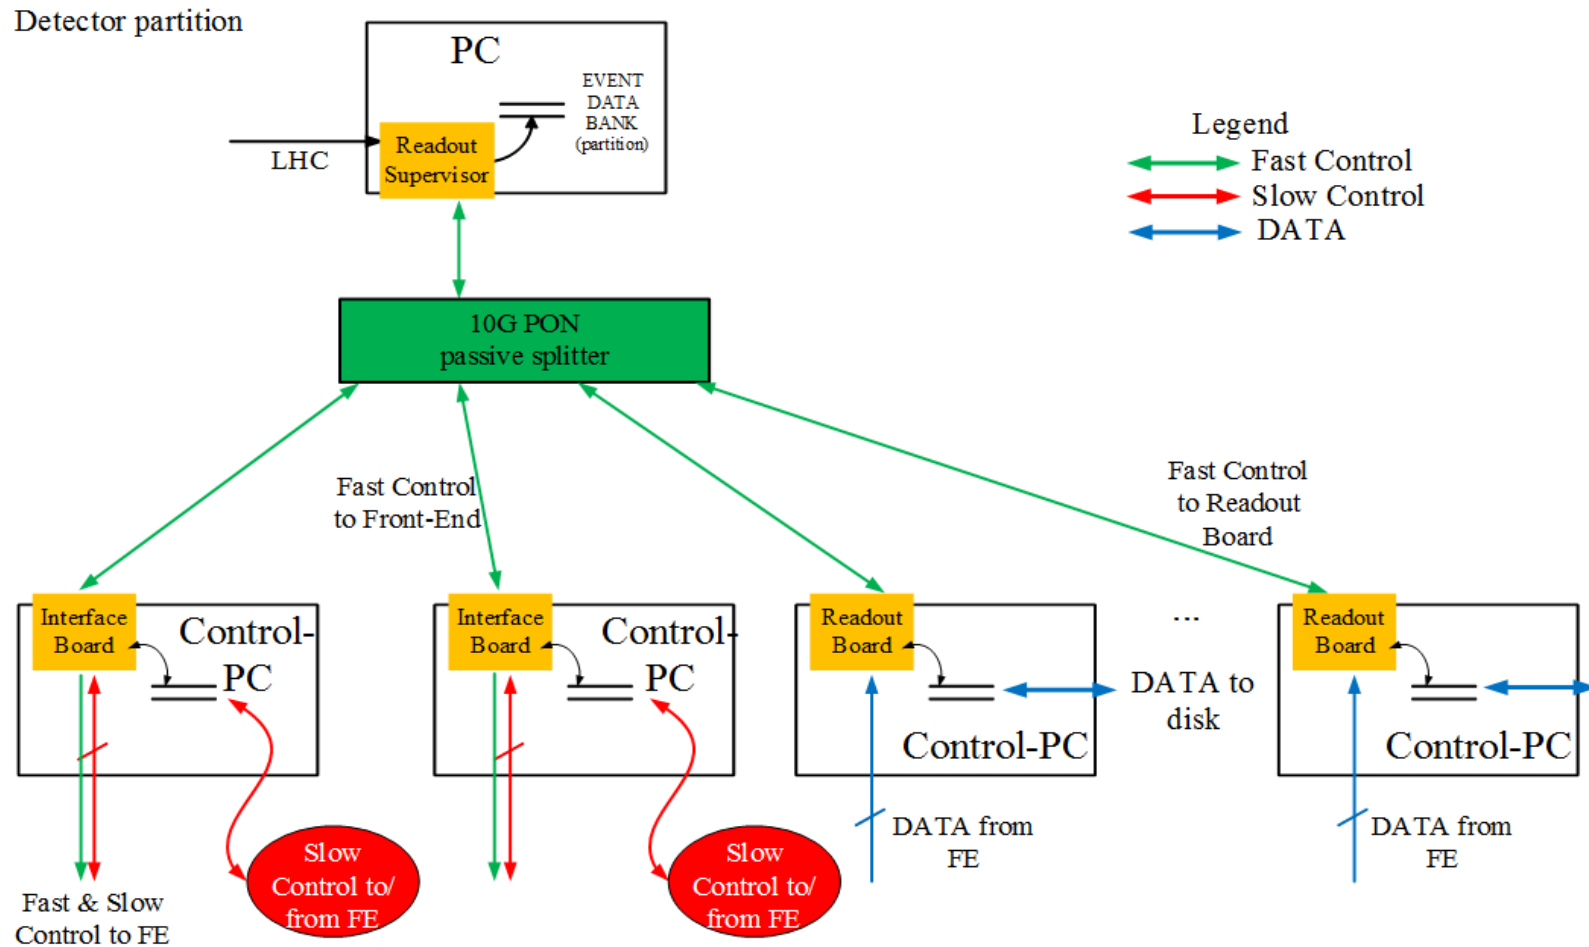 Detector partition
PC
EVENT
DATA
BANK
(partition)
Readout
Supervisor
LHC
Legend
Fast Control
Slow Control
DATA
10G PON
passive splitter
Fast Control
to Front-End
Fast Control
to Readout
Board
Interface
Board
Control-
PC
Interface
Board
Control-
PC
Readout
Board
Control-PC
...
DATA to
disk
Readout
Board
Control-PC
Slow
Control to/
from FE
Slow
Control to/
from FE
DATA from
FE
DATA from
FE
Fast & Slow
Control to FE